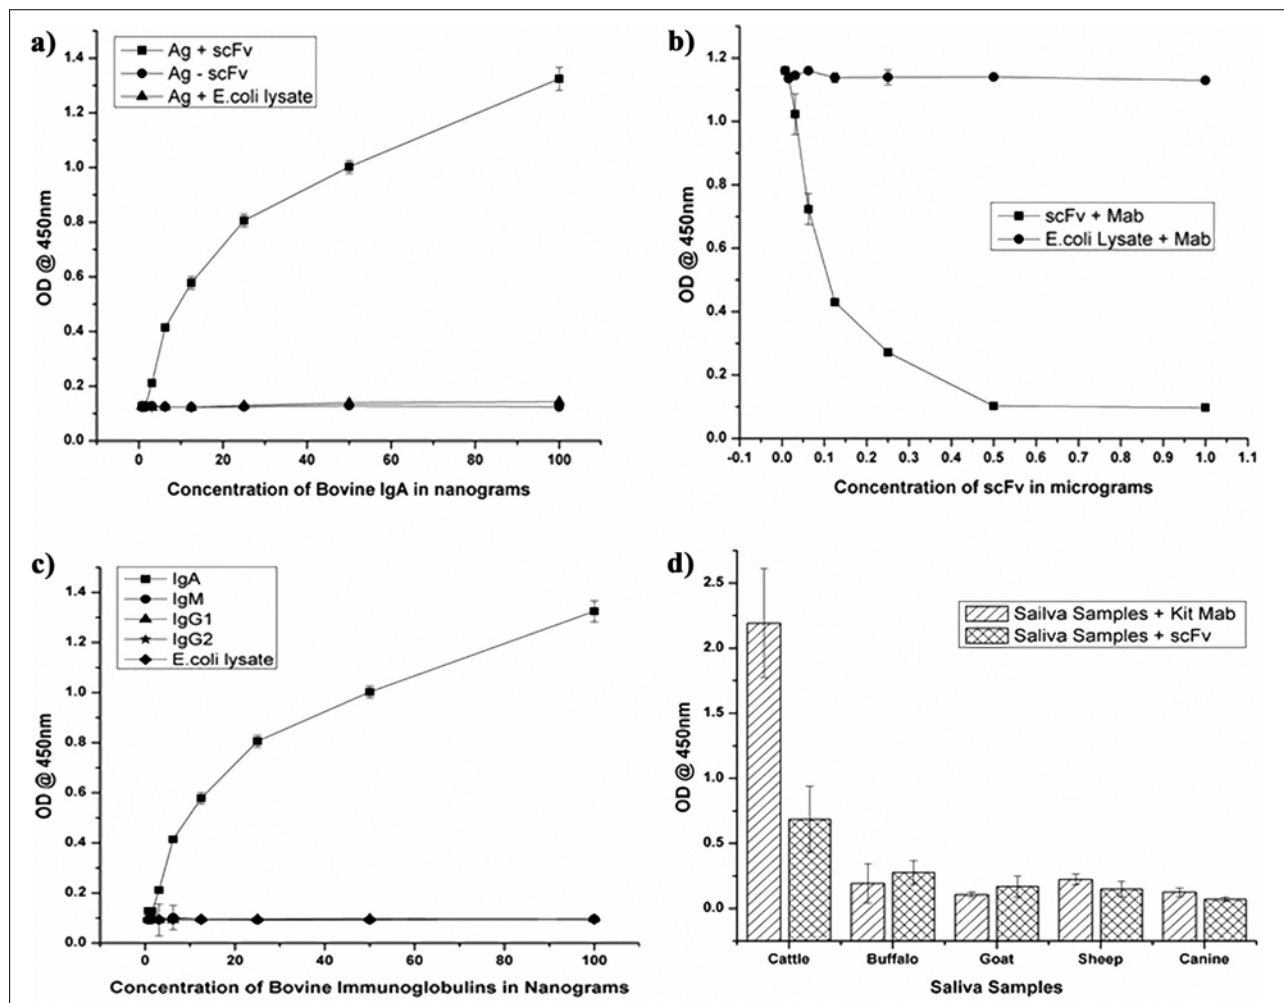 a)
Ag + scFv
Ag - scFv
Ag + E.coli lysate
1.4
1.2
1.0
0.8
0.6
0.4
0.2
0.0
OD @ 450nm
0 20 40 60 80 100
Concentration of Bovine IgA in nanograms
b)
1.2
1.0
0.8
0.6
0.4
0.2
0.0
OD @ 450nm
scFv + Mab
E.coli Lysate + Mab
-0.1 0.0 0.1 0.2 0.3 0.4 0.5 0.6 0.7 0.8 0.9 1.0 1.1
Concentration of scFv in micrograms
c)
IgA
IgM
IgG1
IgG2
E.coli lysate
1.4
1.2
1.0
0.8
0.6
0.4
0.2
0.0
OD @ 450nm
0 20 40 60 80 100
Concentration of Bovine Immunoglobulins in Nanograms
d)
2.5
2.0
1.5
1.0
0.5
0.0
OD @ 450nm
Sailva Samples + Kit Mab
Saliva Samples + scFv
Cattle Buffalo Goat Sheep Canine
Saliva Samples